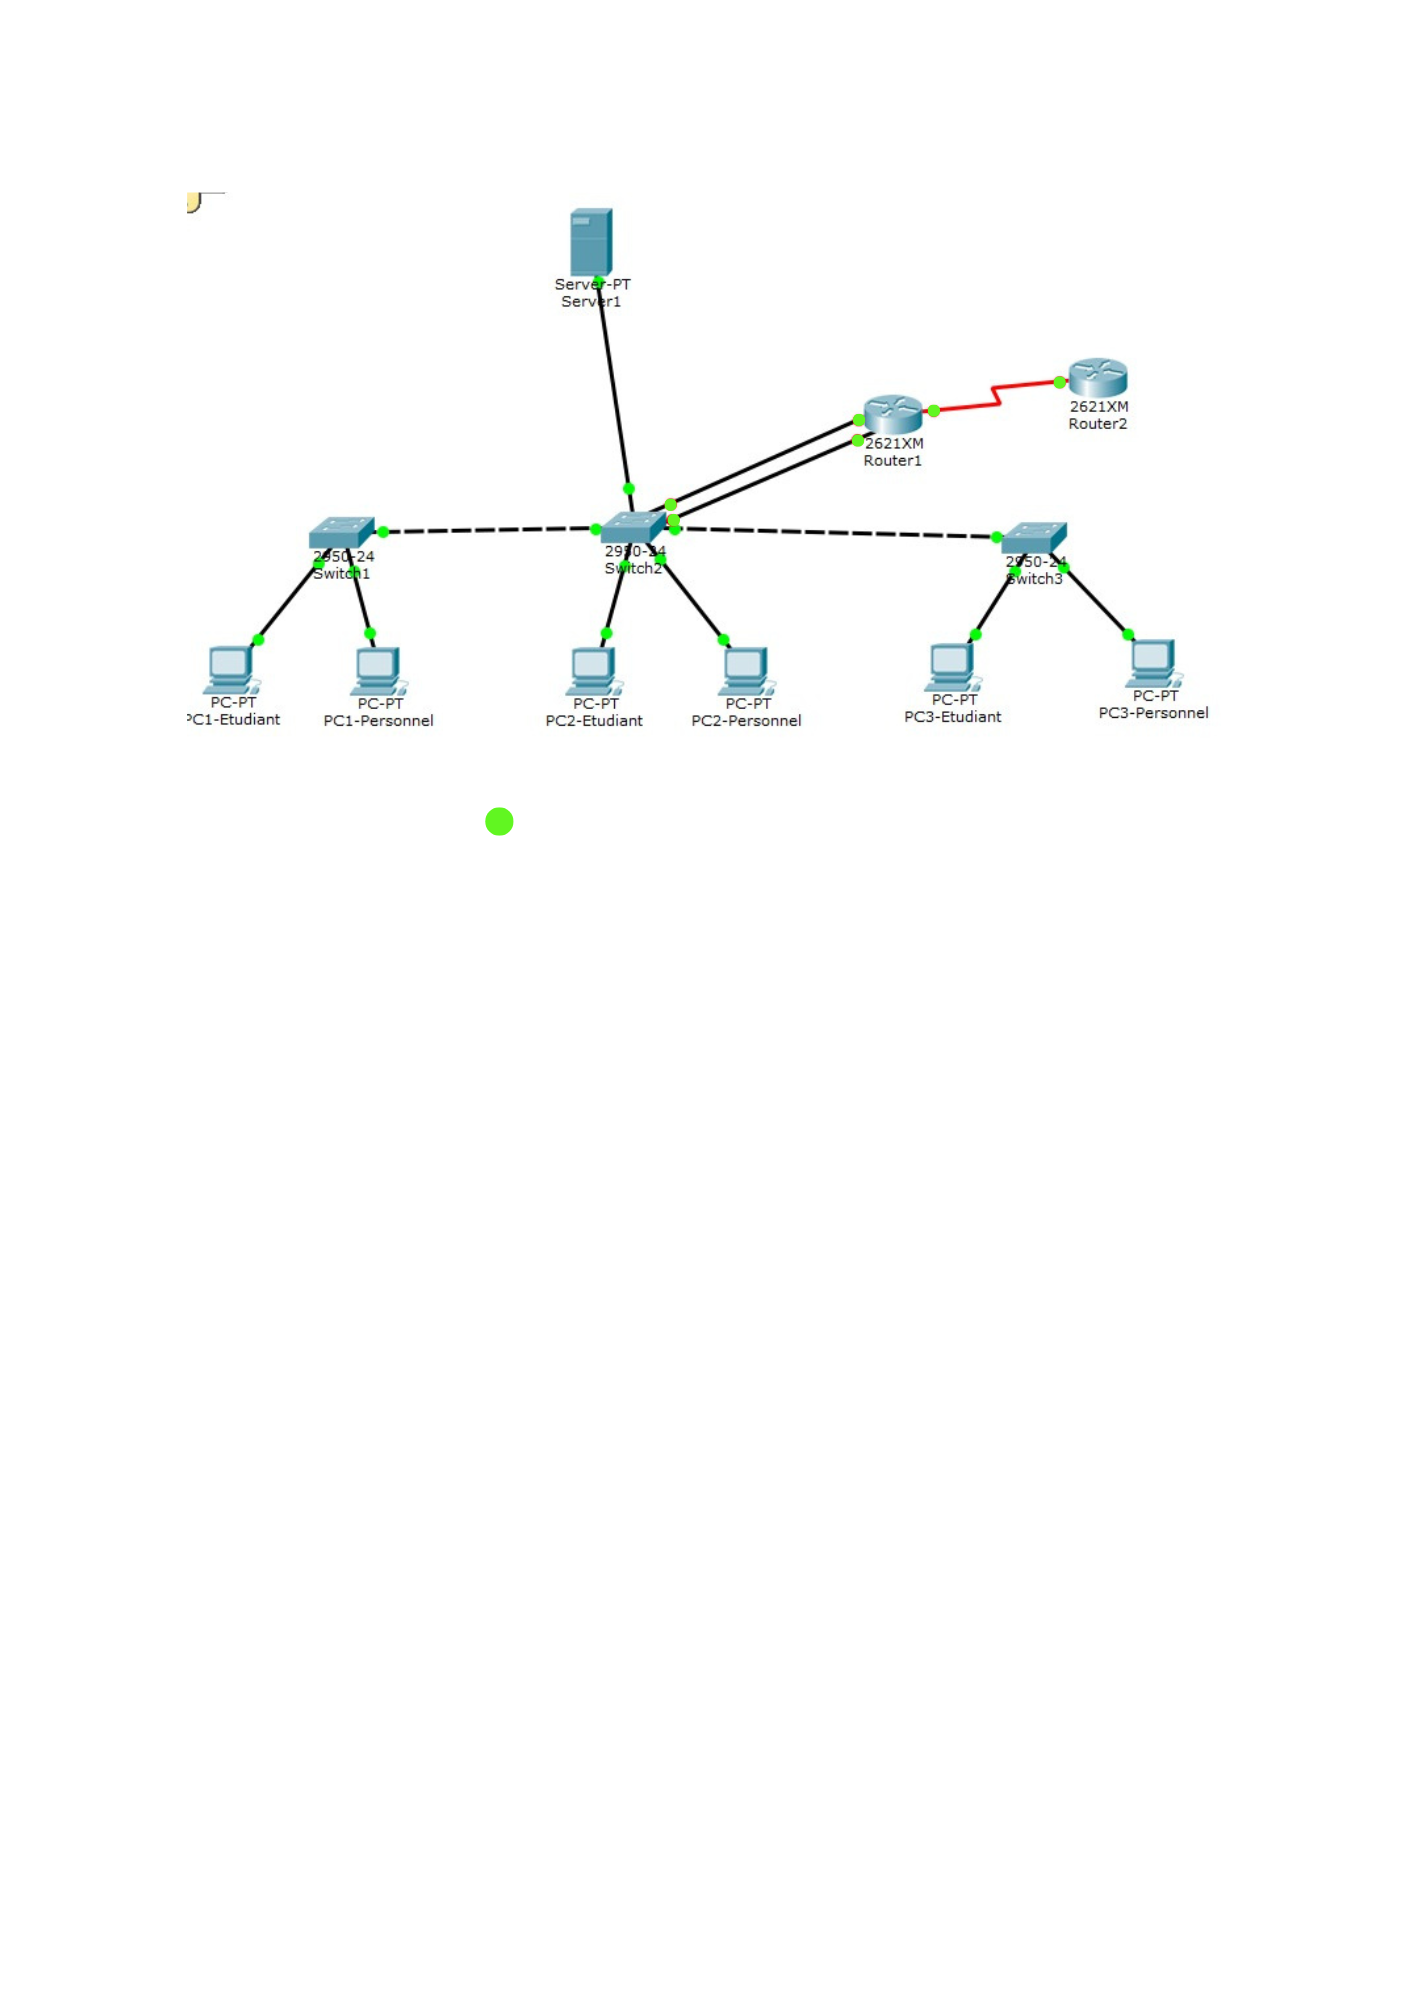 Server-PT
Server1
2621XM
Router2
2621XM
Router1
2950-24
Switch1
2950-24
Switch2
2950-24
Switch3
PC-PT
PC1-Etudiant
PC-PT
PC1-Personnel
PC-PT
PC2-Etudiant
PC-PT
PC2-Personnel
PC-PT
PC3-Etudiant
PC-PT
PC3-Personnel